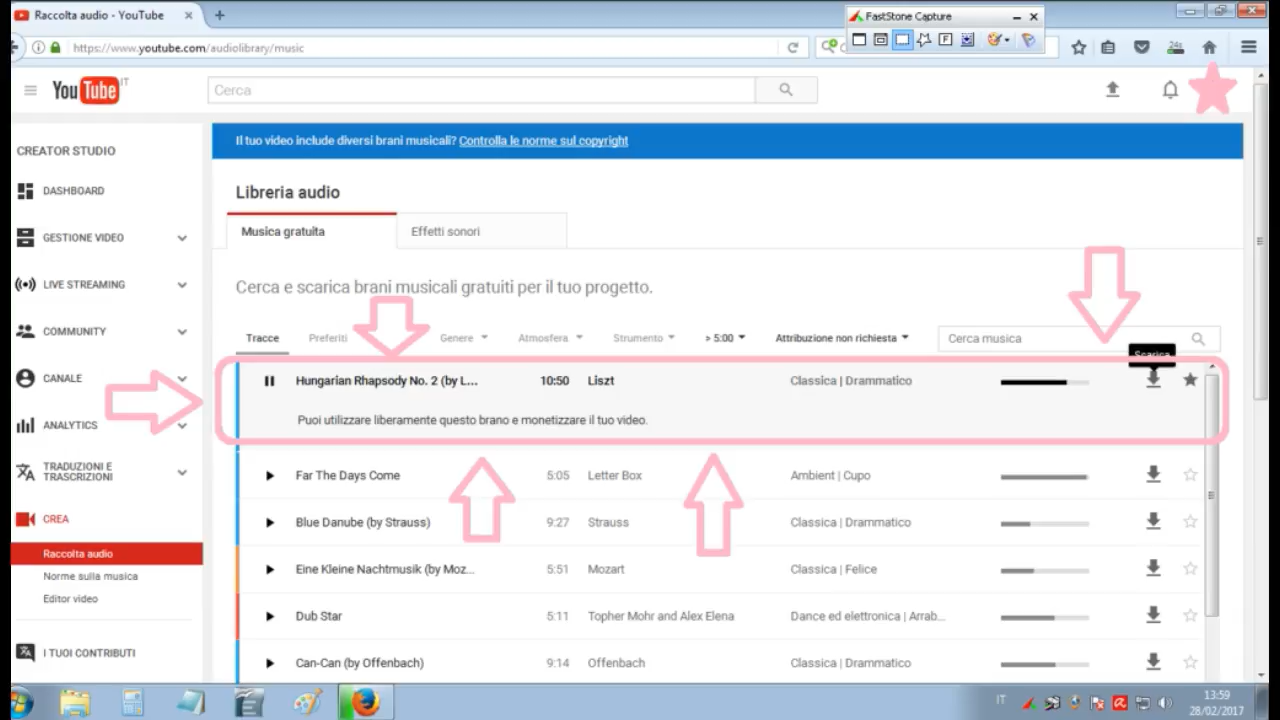 Raccolta audio - YouTube
FastStone Capture
https://www.youtube.com/audiolibrary/music
YouTube IT
Cerca
CREATOR STUDIO
DASHBOARD
GESTIONE VIDEO
LIVE STREAMING
COMMUNITY
CANALE
ANALYTICS
TRADUZIONI E
TRASCRIZIONI
CREA
Raccolta audio
Norme sulla musica
Editor video
I TUOI CONTRIBUTI
Il tuo video include diversi brani musicali? Controlla le norme sul copyright
Libreria audio
Musica gratuita Effetti sonori
Cerca e scarica brani musicali gratuiti per il tuo progetto.
Tracce Preferiti Genere Atmosfera Strumento > 5:00 Attribuzione non richiesta Cerca musica
Scarica
Hungarian Rhapsody No. 2 (by L... 10:50 Liszt Classica | Drammatico
Puoi utilizzare liberamente questo brano e monetizzare il tuo video.
Far The Days Come 5:05 Letter Box Ambient | Cupo
Blue Danube (by Strauss) 9:27 Strauss Classica | Drammatico
Eine Kleine Nachtmusik (by Moz... 5:51 Mozart Classica | Felice
Dub Star 5:11 Topher Mohr and Alex Elena Dance ed elettronica | Arrab...
Can-Can (by Offenbach) 9:14 Offenbach Classica | Drammatico
IT
13:59
28/02/2017